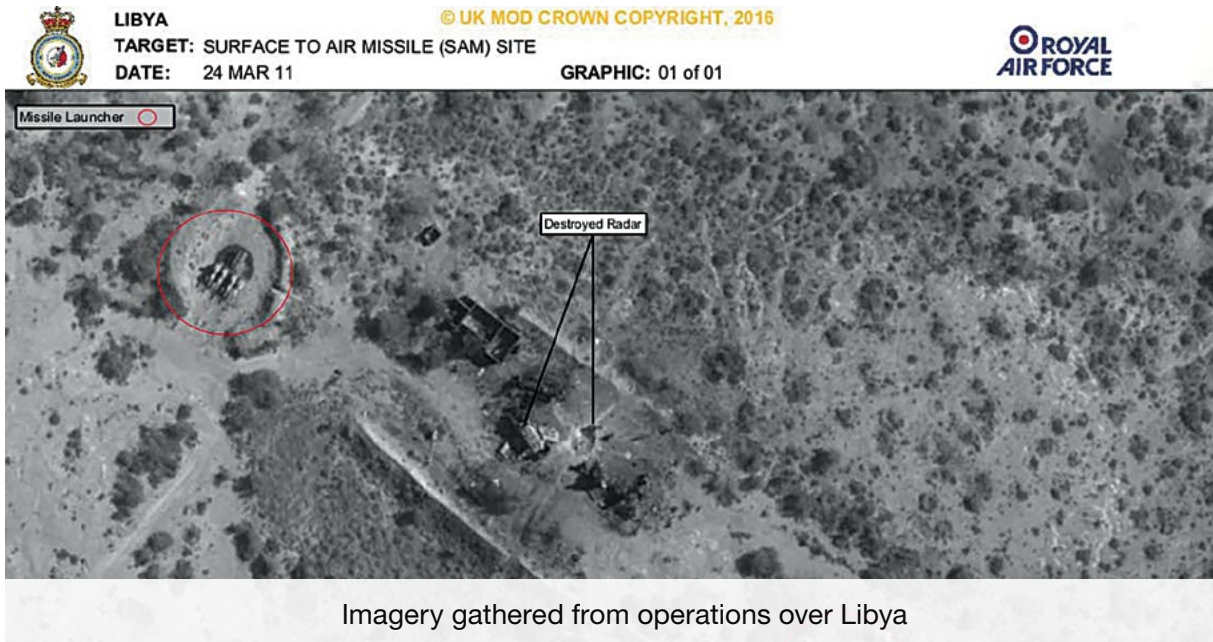 LIBYA
© UK MOD CROWN COPYRIGHT, 2016
TARGET: SURFACE TO AIR MISSILE (SAM) SITE
DATE: 24 MAR 11
GRAPHIC: 01 of 01
ROYAL
AIR FORCE
Missile Launcher
Destroyed Radar
Imagery gathered from operations over Libya